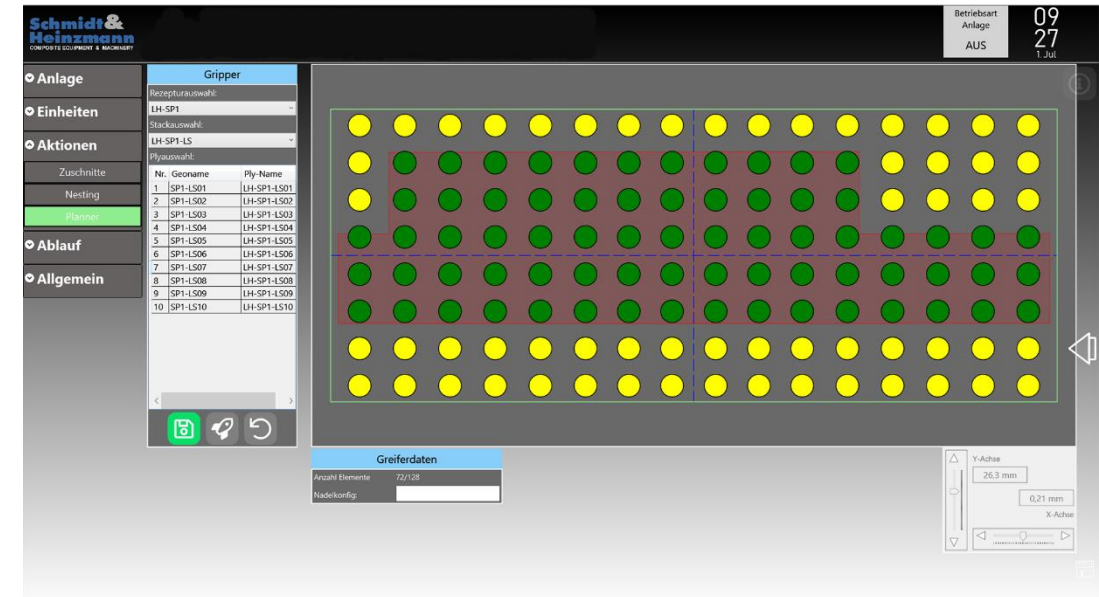 Schmidt&
Heinzmann
COMPOSITE EQUIPMENT & MACHINERY
Betriebsart
Anlage
AUS
09
27
1. Jul
Anlage
Einheiten
Aktionen
Zuschnitte
Nesting
Planner
Ablauf
Allgemein
Gripper
Rezepturauswahl:
LH-SP1
Stackauswahl:
LH-SP1-LS
Plyauswahl:
Nr. Geoname Ply-Name
1 SP1-LS01 LH-SP1-LS01
2 SP1-LS02 LH-SP1-LS02
3 SP1-LS03 LH-SP1-LS03
4 SP1-LS04 LH-SP1-LS04
5 SP1-LS05 LH-SP1-LS05
6 SP1-LS06 LH-SP1-LS06
7 SP1-LS07 LH-SP1-LS07
8 SP1-LS08 LH-SP1-LS08
9 SP1-LS09 LH-SP1-LS09
10 SP1-LS10 LH-SP1-LS10
Greiferdaten
Anzahl Elemente 72/128
Nadelkonfig:
Y-Achse
26,3 mm
0,21 mm
X-Achse